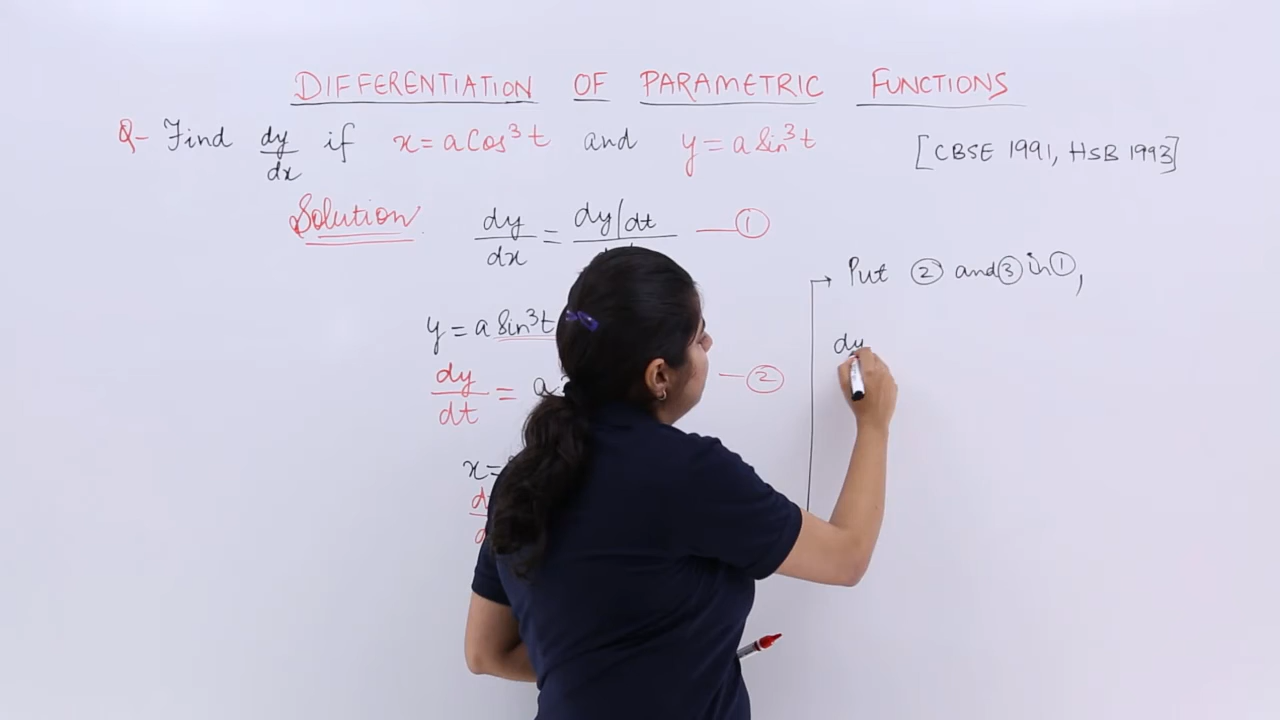 DIFFERENTIATION OF PARAMETRIC FUNCTIONS
Q- Find dy/dx if x = a Cos³t and y = a Sin³t [CBSE 1991, HSB 1993]
Solution
dy/dx = dy/dt — ①
y = a Sin³t
dy/dt = a — ②
x =
Put ② and ③ in ①,
dy